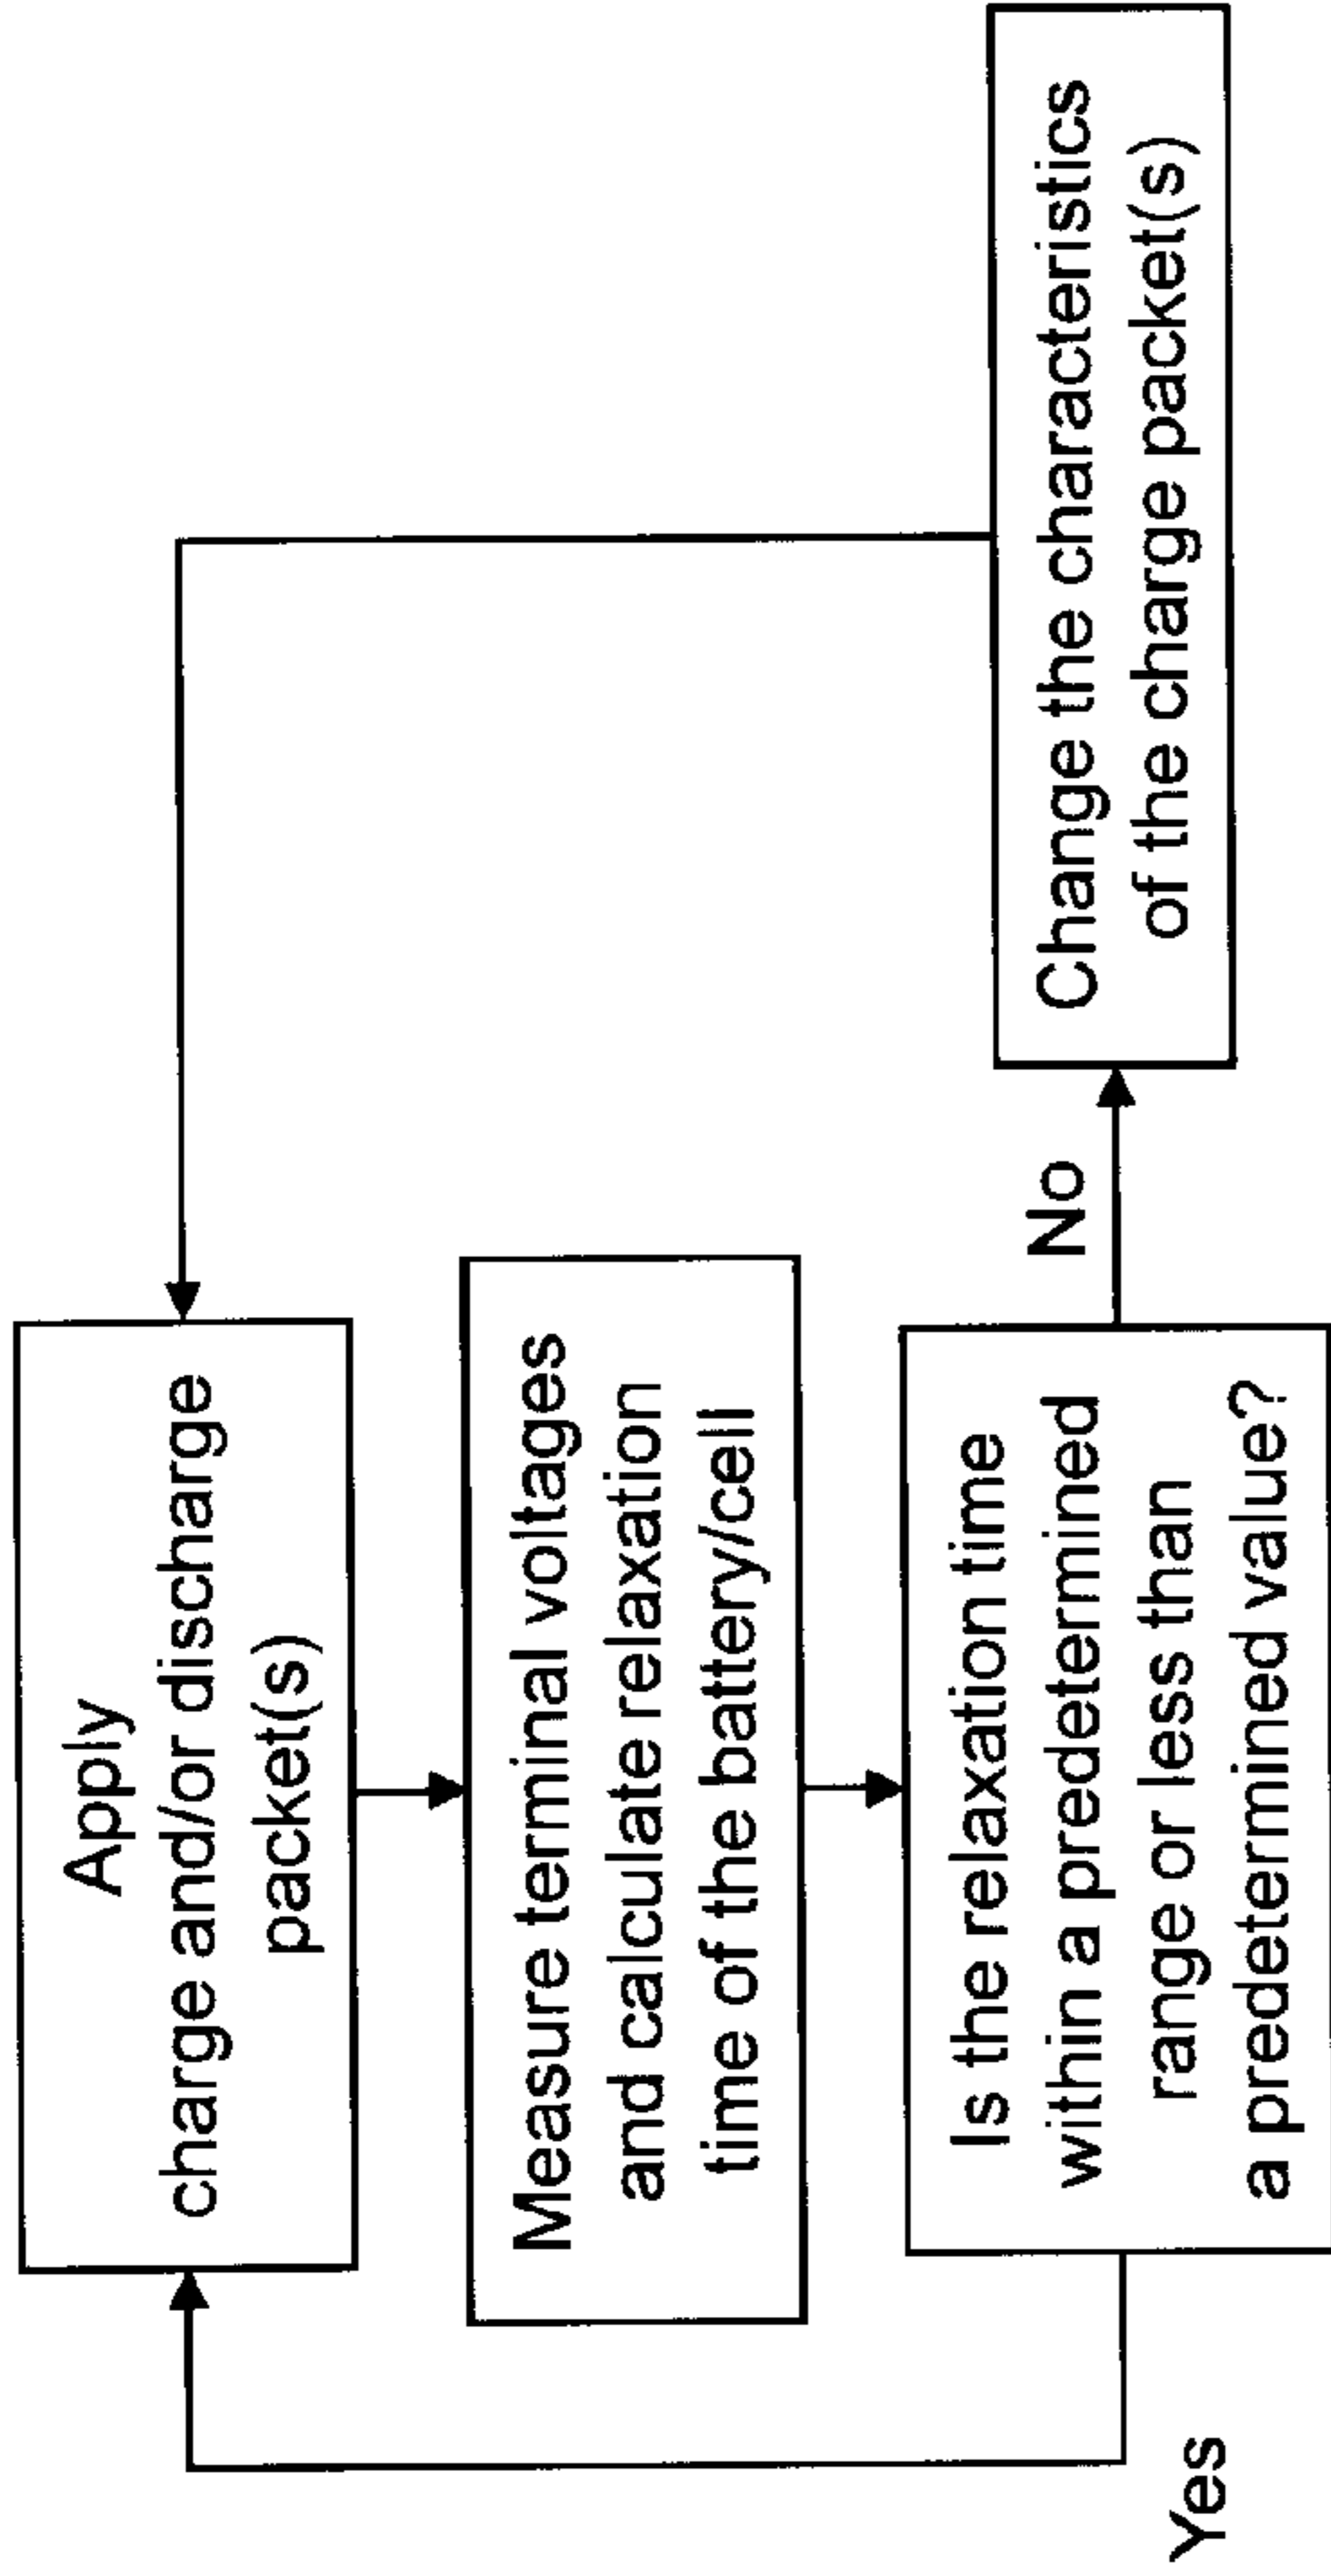 Apply
charge and/or discharge
packet(s)
Measure terminal voltages
and calculate relaxation
time of the battery/cell
Is the relaxation time
within a predetermined
range or less than
a predetermined value?
Yes
No
Change the characteristics
of the charge packet(s)